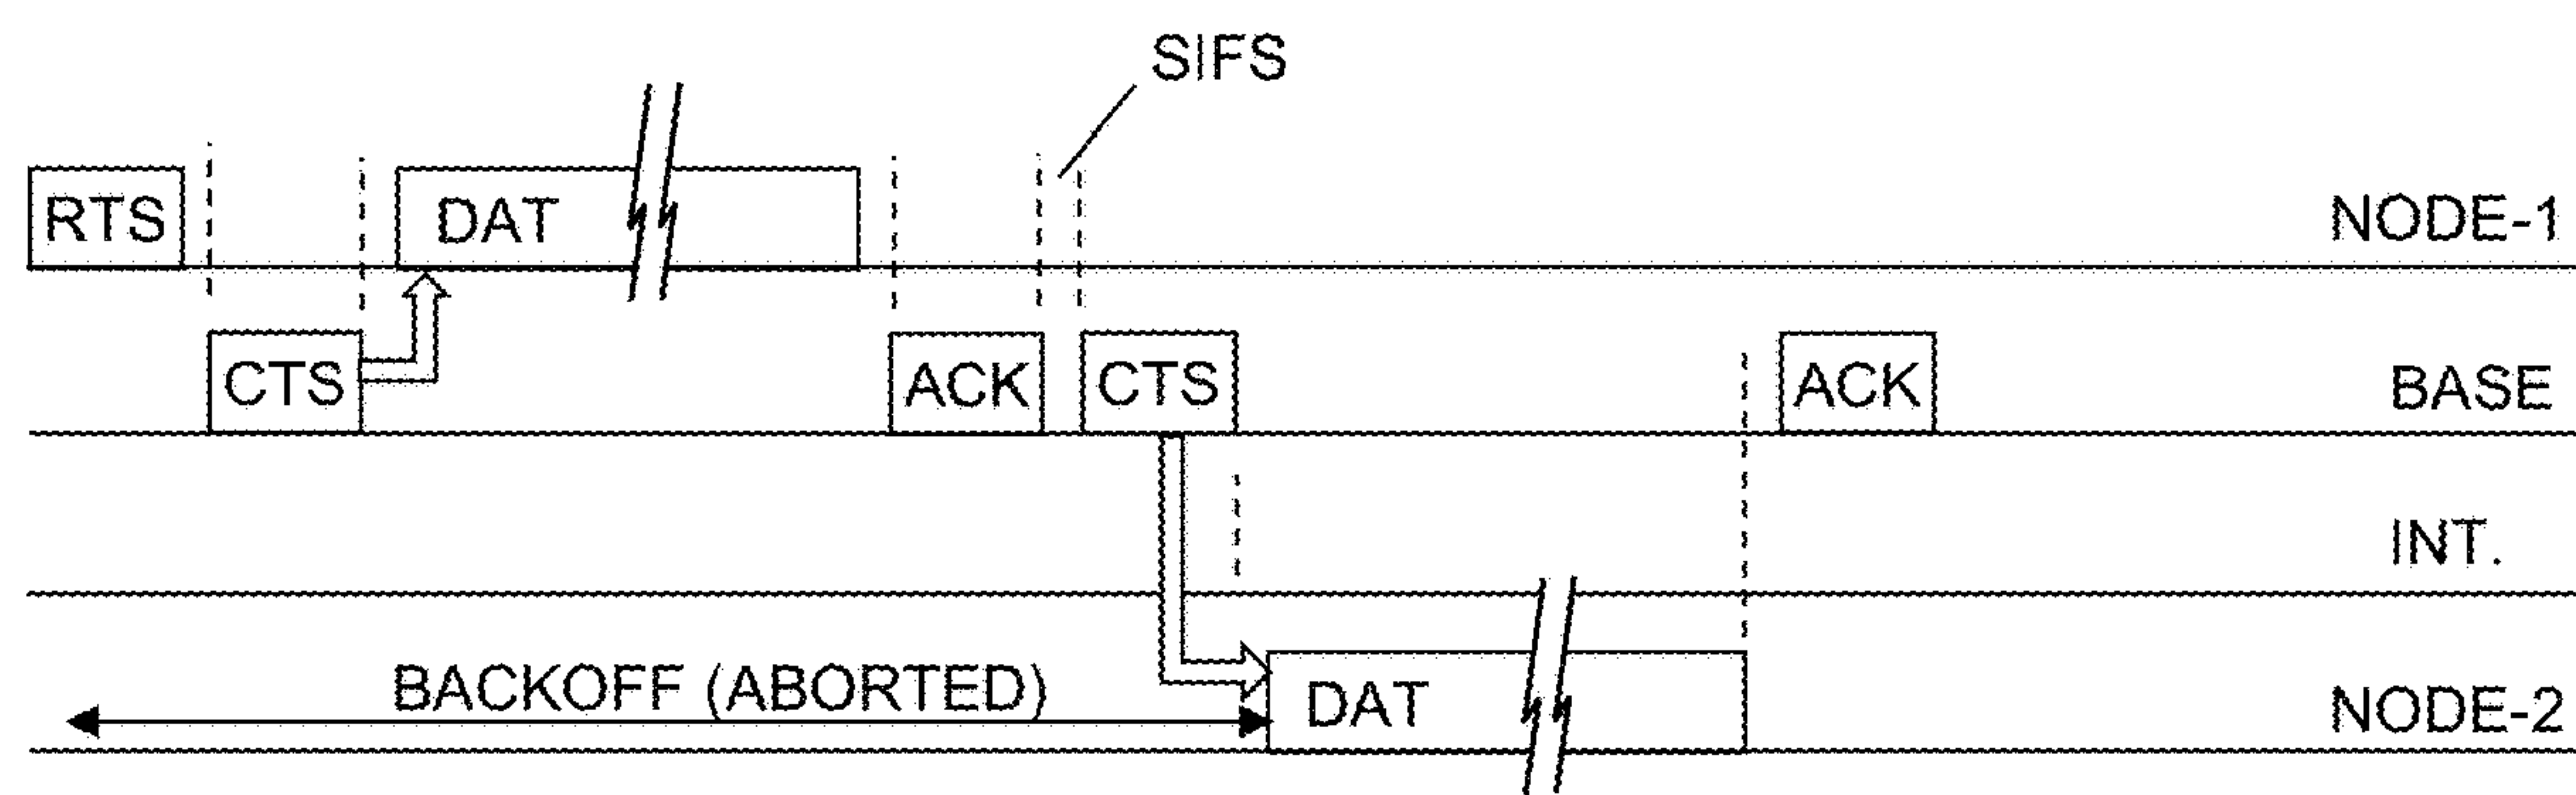 SIFS
RTS
DAT
NODE-1
CTS
ACK
CTS
ACK
BASE
INT.
BACKOFF (ABORTED)
DAT
NODE-2